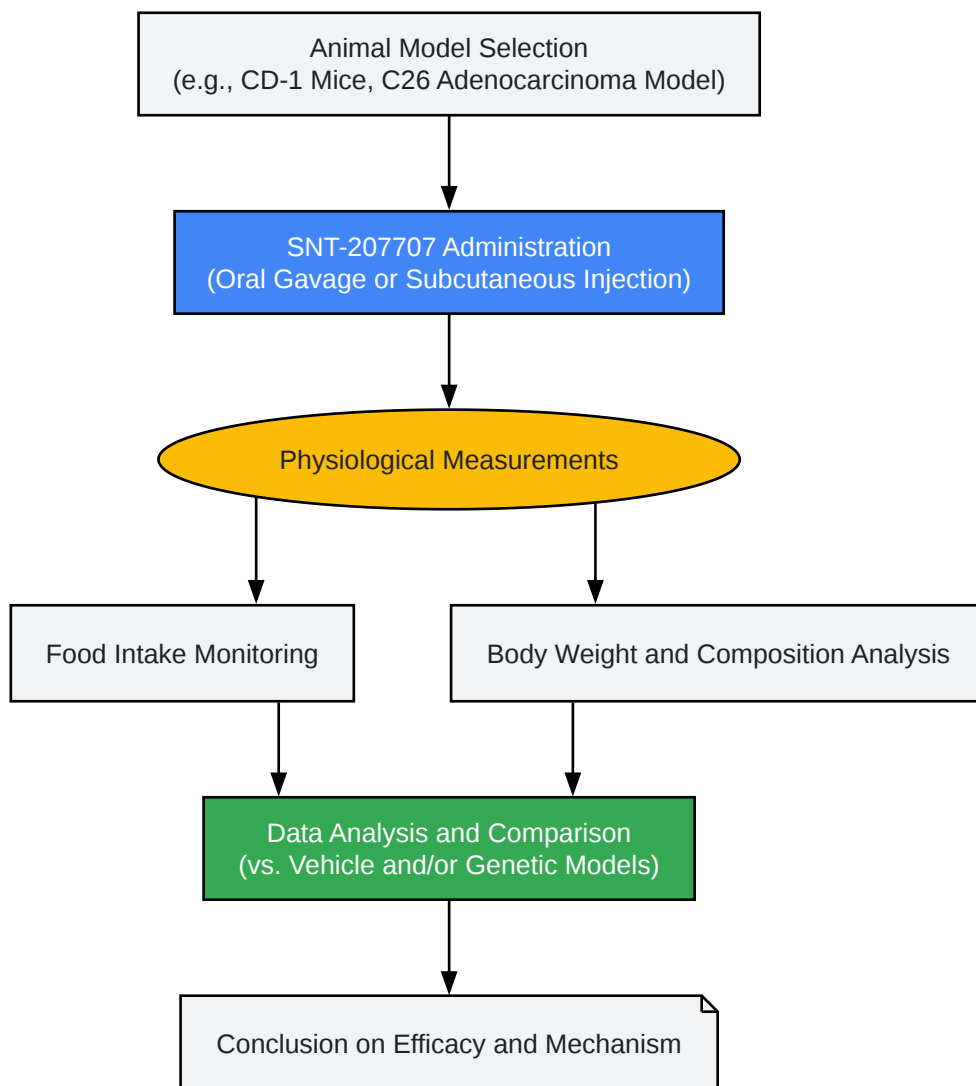 Animal Model Selection
(e.g., CD-1 Mice, C26 Adenocarcinoma Model)
SNT-207707 Administration
(Oral Gavage or Subcutaneous Injection)
Physiological Measurements
Food Intake Monitoring
Body Weight and Composition Analysis
Data Analysis and Comparison
(vs. Vehicle and/or Genetic Models)
Conclusion on Efficacy and Mechanism